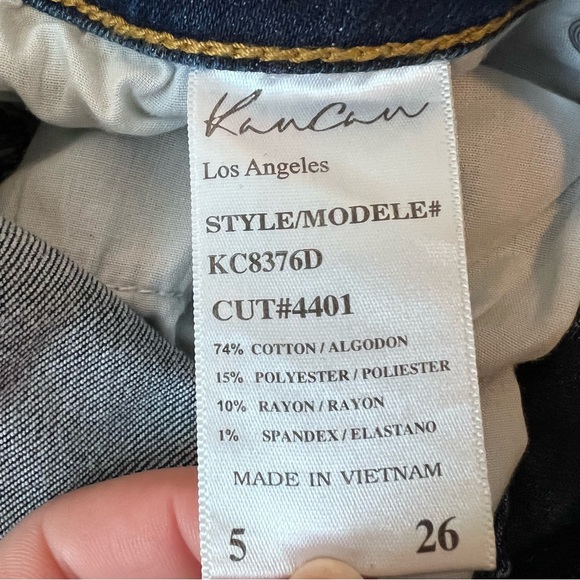 KanCan
Los Angeles
STYLE/MODELE#
KC8376D
CUT#4401
74% COTTON / ALGODON
15% POLYESTER / POLIESTER
10% RAYON / RAYON
1% SPANDEX / ELASTANO
MADE IN VIETNAM
5 26